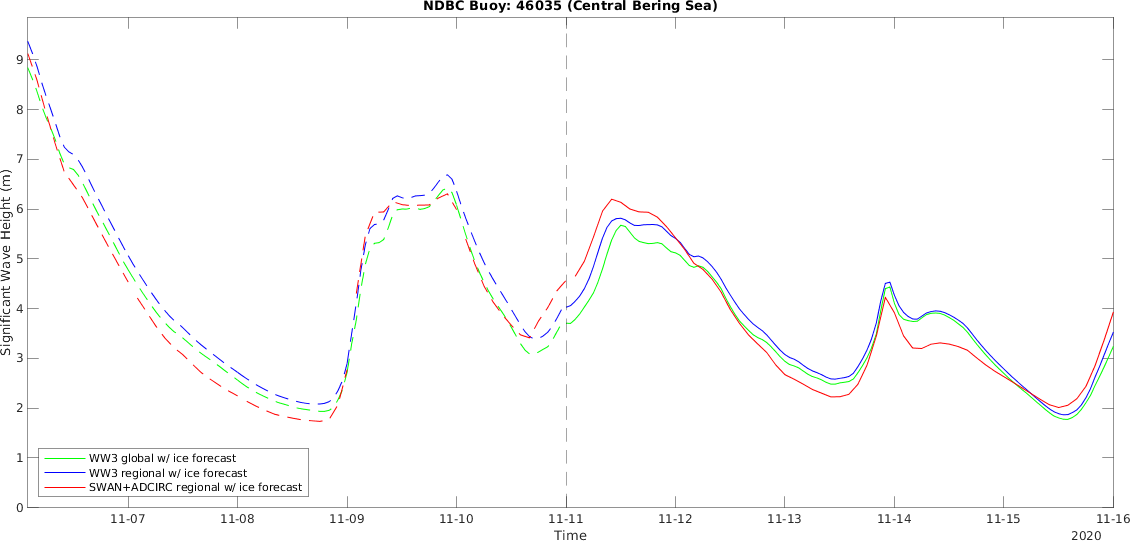 NDBC Buoy: 46035 (Central Bering Sea)
Significant Wave Height (m)
9
8
7
6
5
4
3
2
1
0
WW3 global w/ ice forecast
WW3 regional w/ ice forecast
SWAN+ADCIRC regional w/ ice forecast
11-07 11-08 11-09 11-10 11-11 11-12 11-13 11-14 11-15 11-16
Time
2020